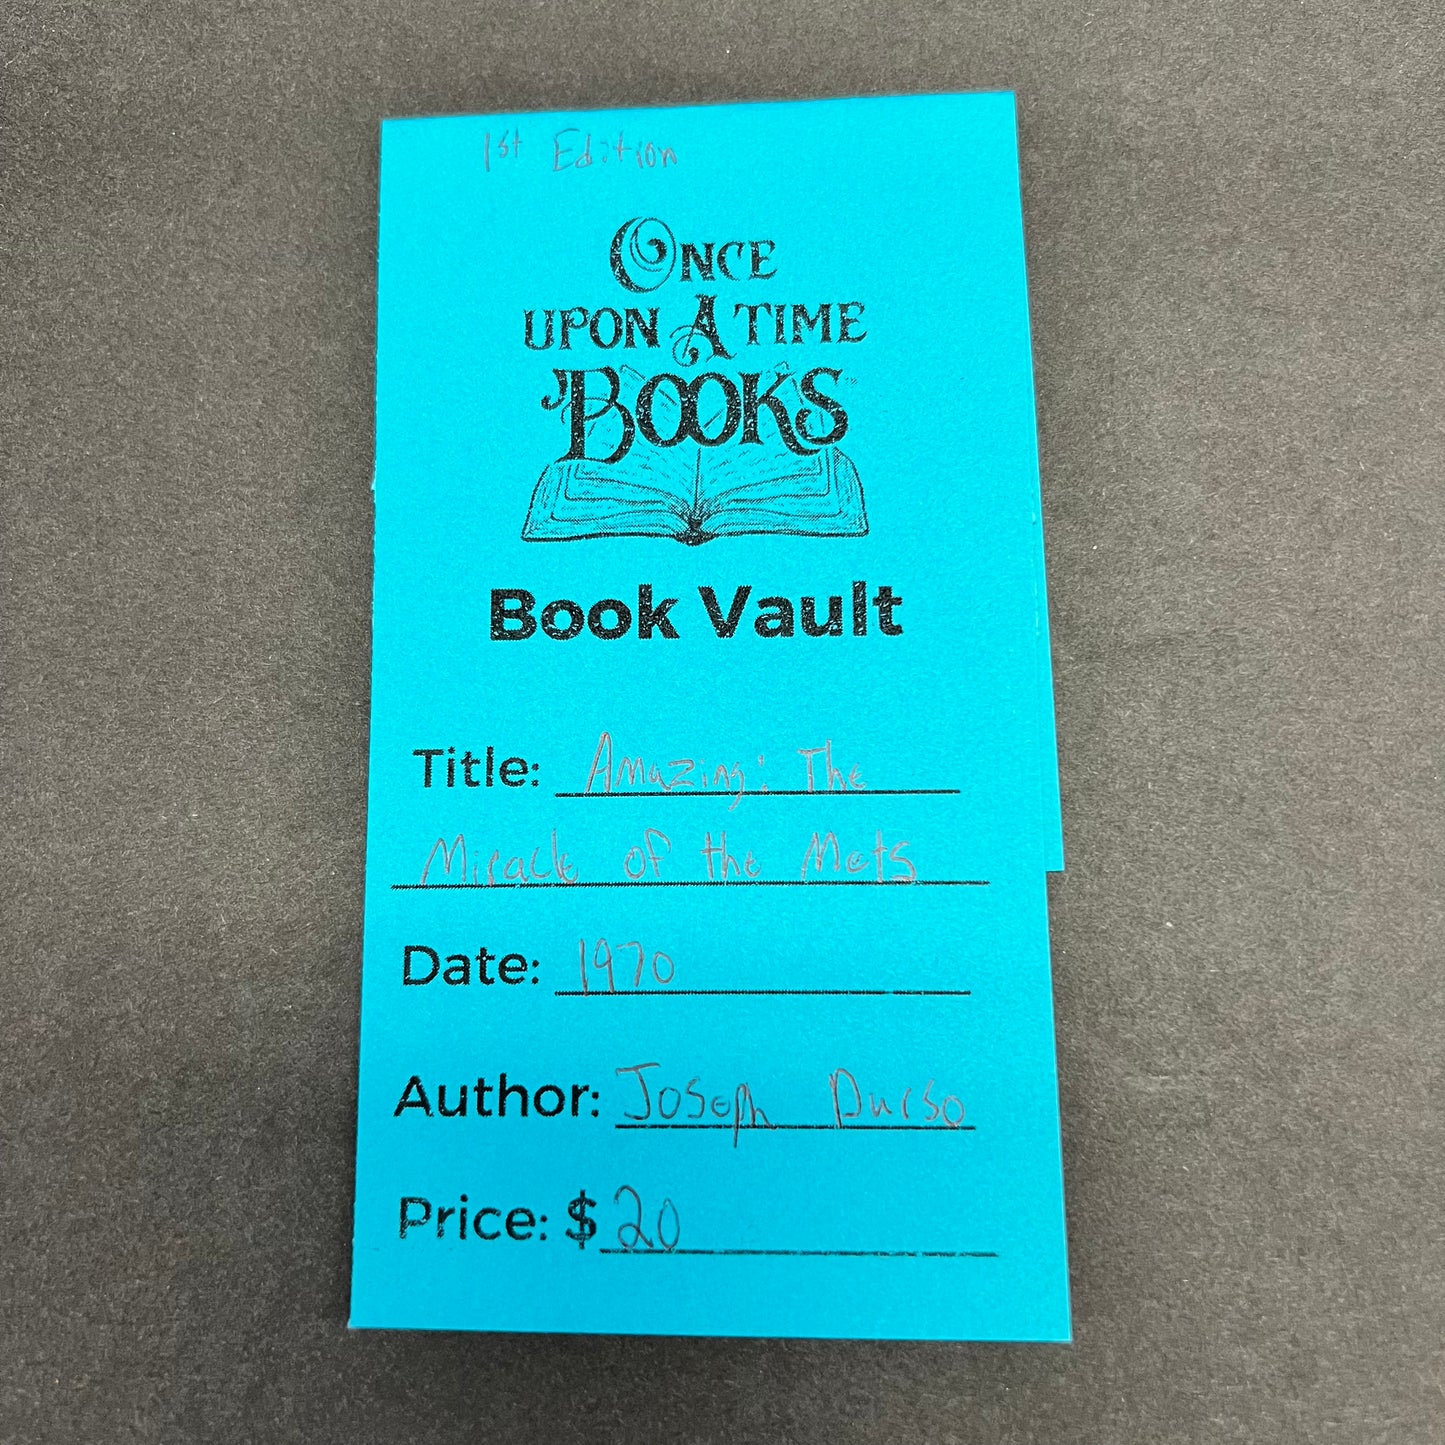 1st Edition
ONCE
UPON A TIME
BOOKS
Book Vault
Title: Amazing: The
Miracle of the Mets
Date: 1970
Author: Joseph Durso
Price: $20